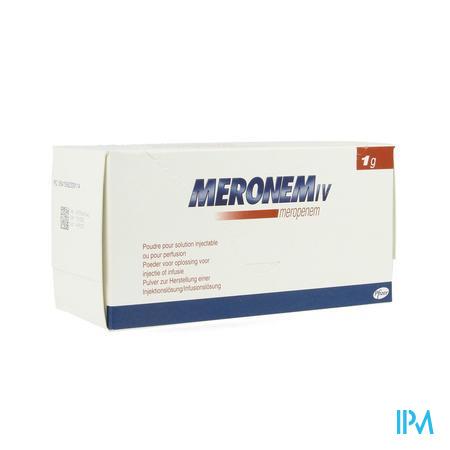 1 g
MERONEM IV
meropenem
Poudre pour solution injectable
ou pour perfusion
Poeder voor oplossing voor
injectie of infusie
Pulver zur Herstellung einer
Injektionslösung/Infusionslösung
Pfizer
IPM